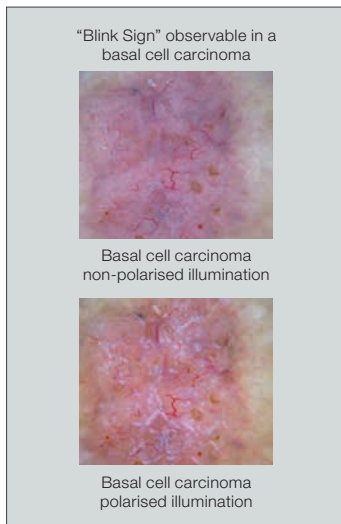 “Blink Sign” observable in a
basal cell carcinoma
Basal cell carcinoma
non-polarised illumination
Basal cell carcinoma
polarised illumination